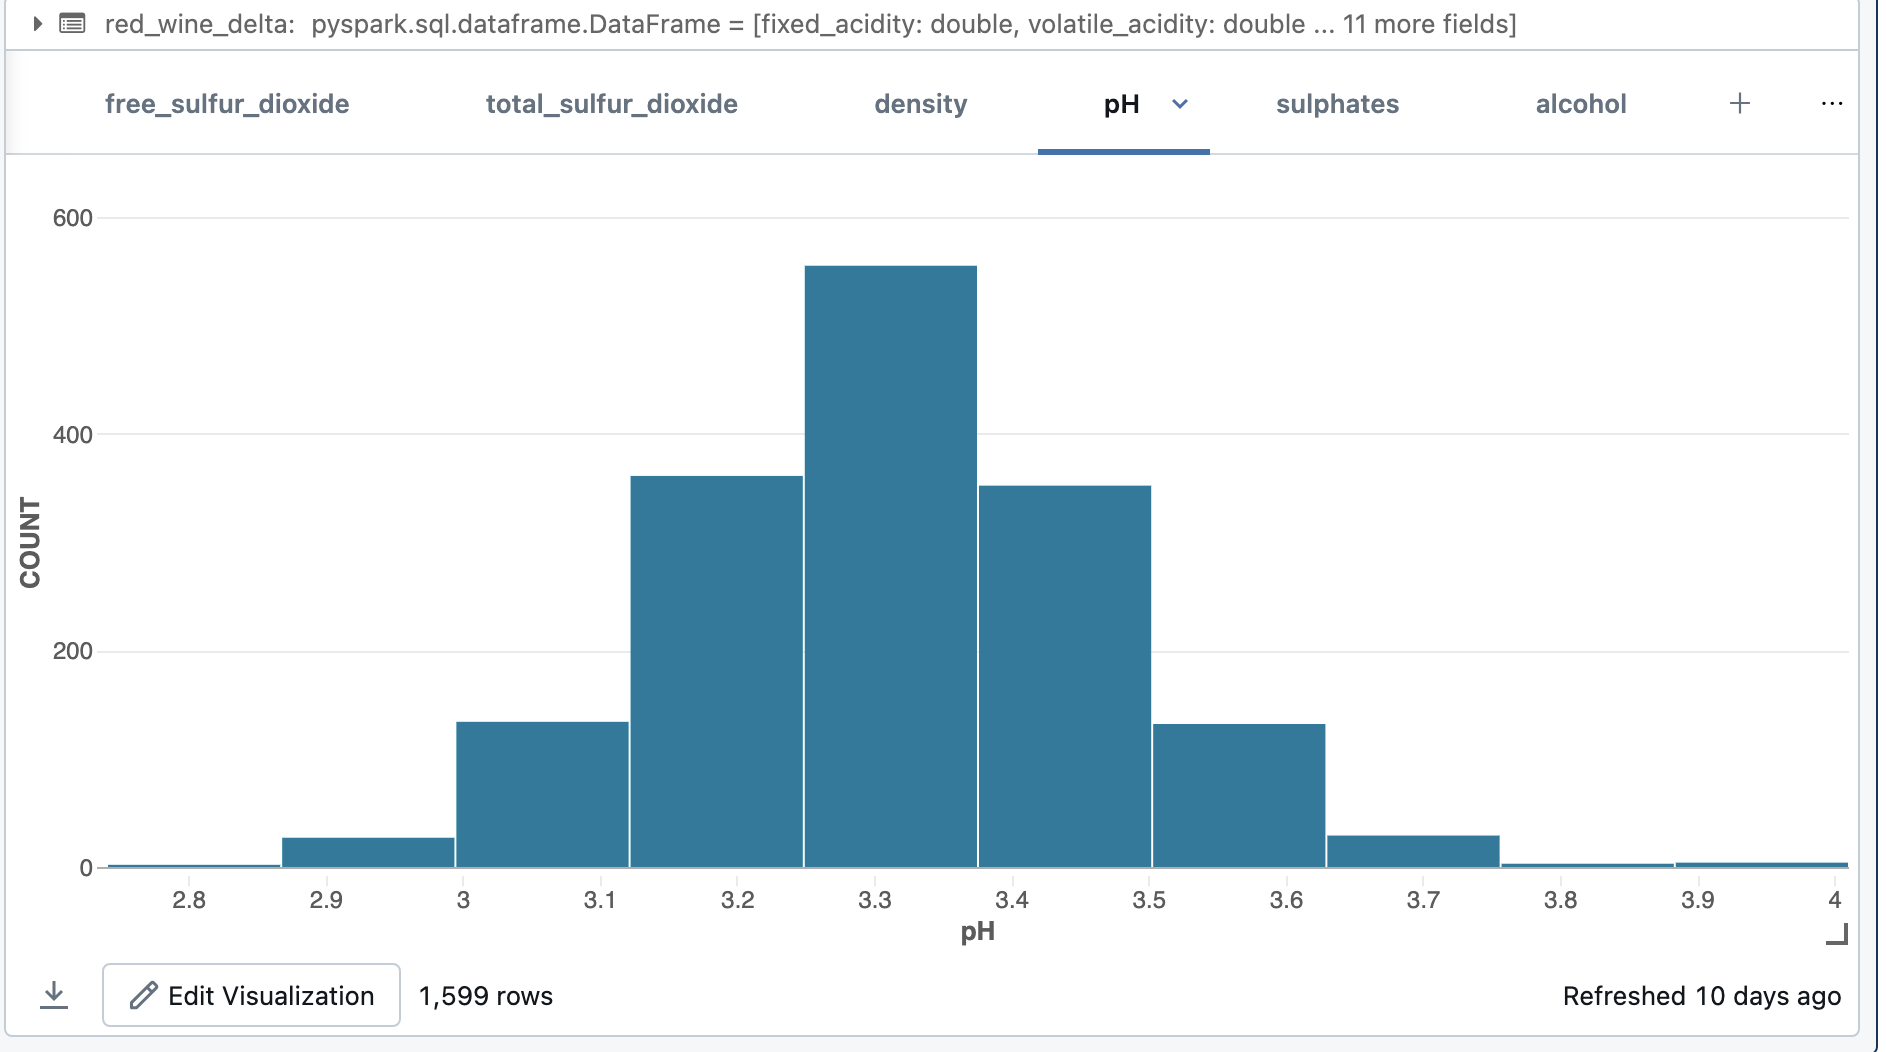 red_wine_delta: pyspark.sql.dataframe.DataFrame = [fixed_acidity: double, volatile_acidity: double ... 11 more fields]
free_sulfur_dioxide total_sulfur_dioxide density pH sulphates alcohol + ...
600
400
200
0
COUNT
2.8 2.9 3 3.1 3.2 3.3 3.4 3.5 3.6 3.7 3.8 3.9 4
pH
Edit Visualization 1,599 rows Refreshed 10 days ago